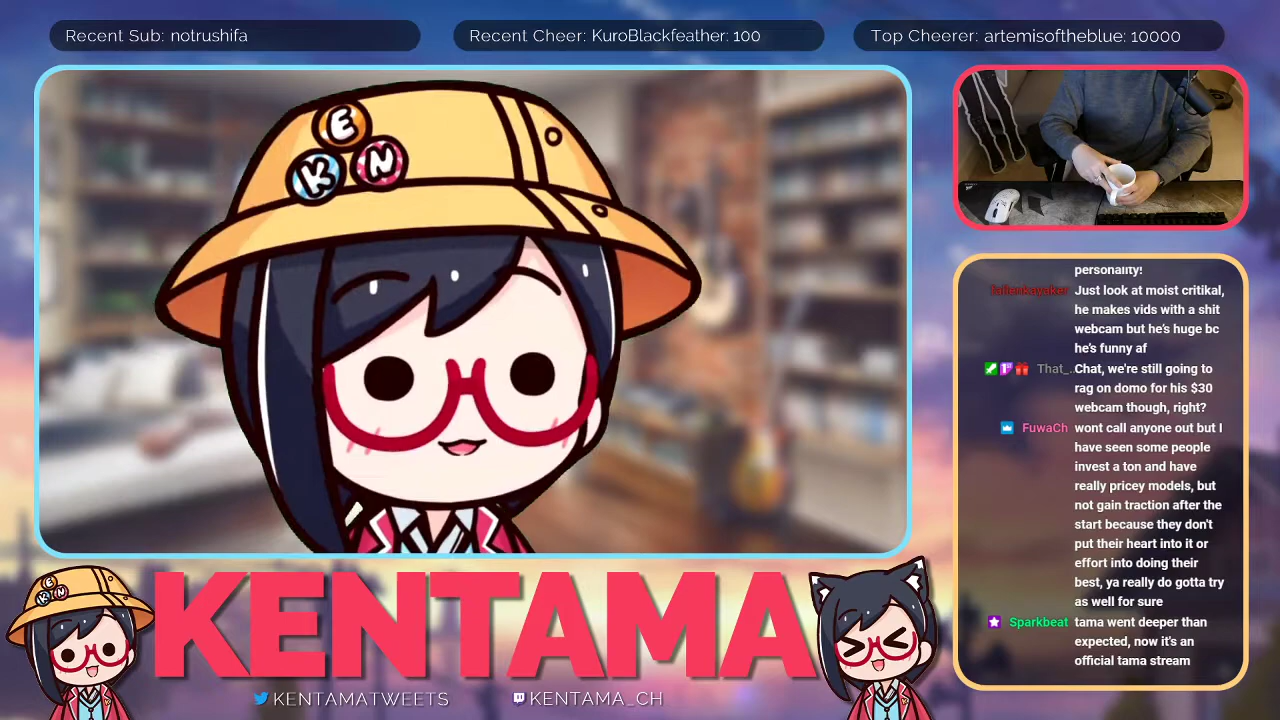 Recent Sub: notrushifa
Recent Cheer: KuroBlackfeather: 100
Top Cheerer: artemisoftheblue: 10000
E
K N
personality!
fallenkayaker Just look at moist critikal,
he makes vids with a shit
webcam but he's huge bc
he's funny af
That_.. Chat, we're still going to
rag on domo for his $30
webcam though, right?
FuwaCh wont call anyone out but I
have seen some people
invest a ton and have
really pricey models, but
not gain traction after the
start because they don't
put their heart into it or
effort into doing their
best, ya really do gotta try
as well for sure
Sparkbeat tama went deeper than
expected, now it's an
official tama stream
E
K N
KENTAMA
KENTAMATWEETS
KENTAMA_CH